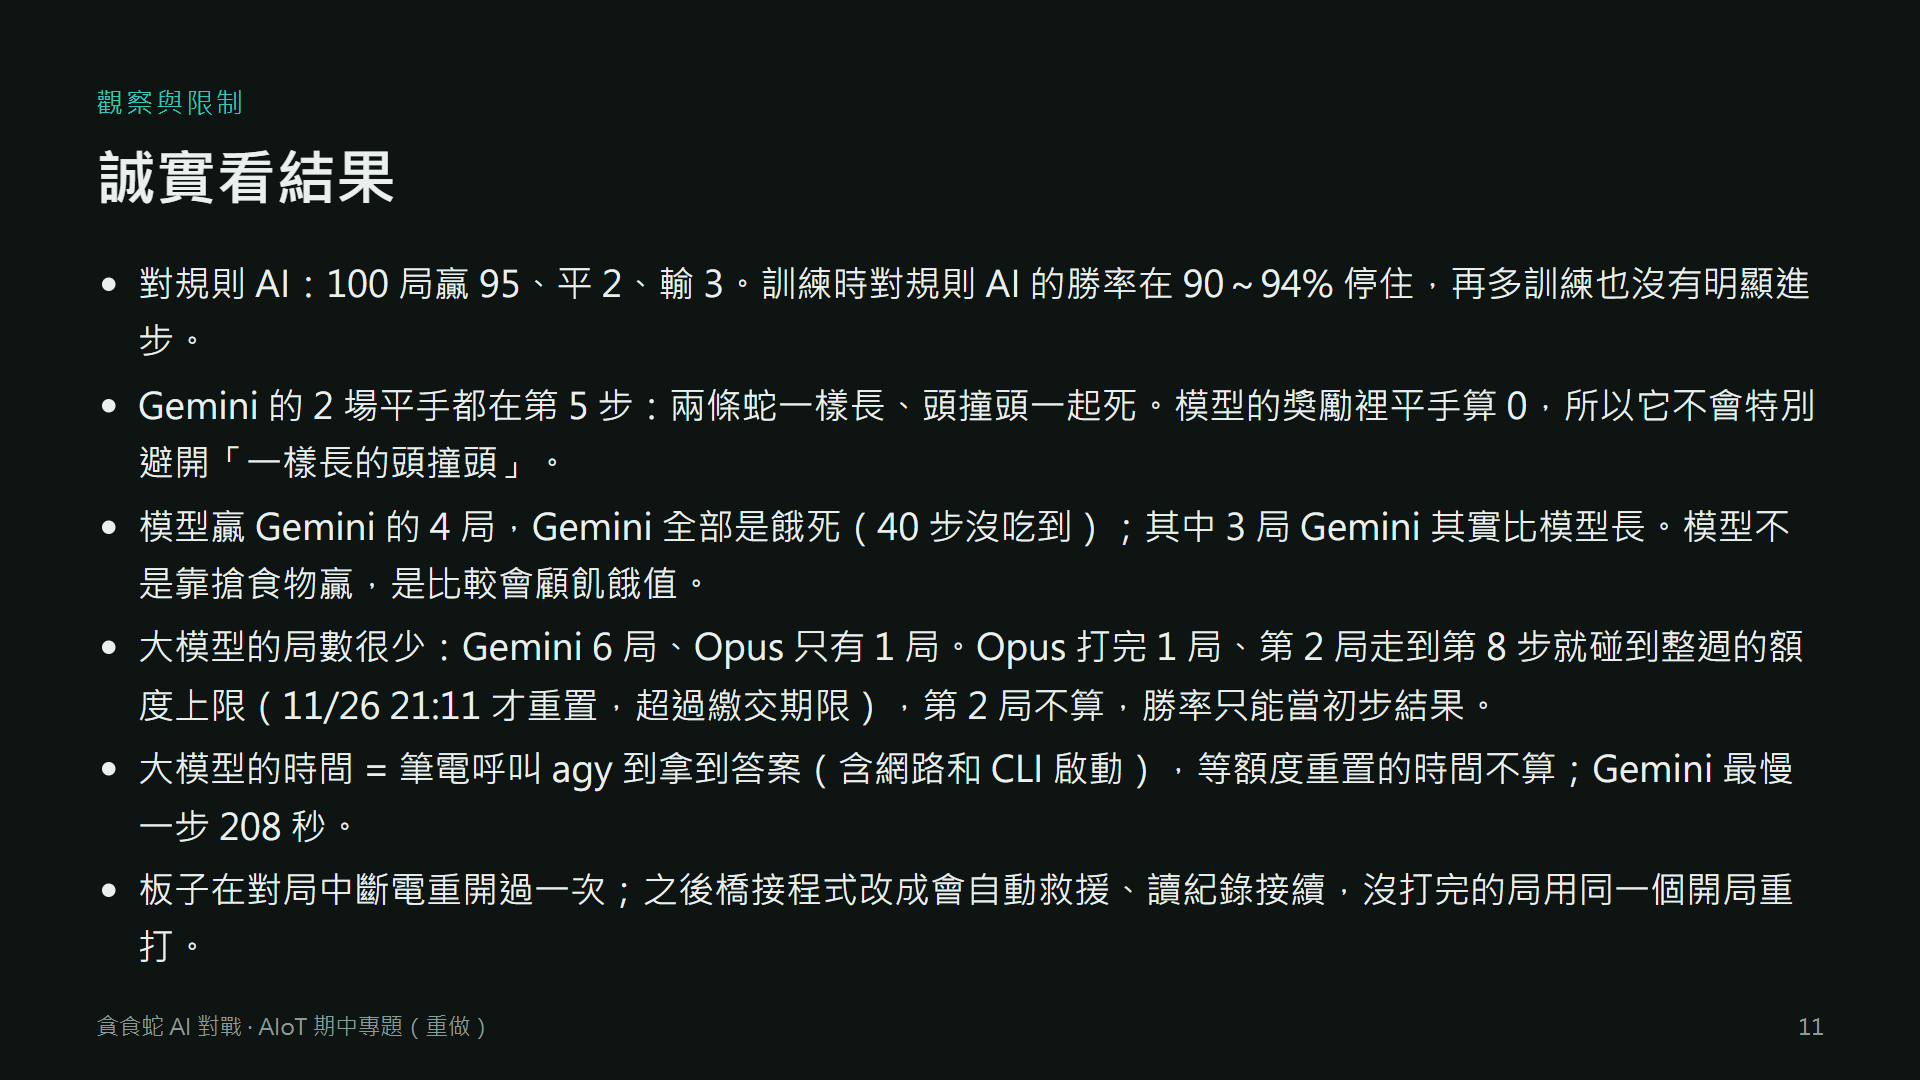 觀察與限制
誠實看結果
• 對規則 AI：100 局贏 95、平 2、輸 3。訓練時對規則 AI 的勝率在 90～94% 停住，再多訓練也沒有明顯進
步。
• Gemini 的 2 場平手都在第 5 步：兩條蛇一樣長、頭撞頭一起死。模型的獎勵裡平手算 0，所以它不會特別
避開「一樣長的頭撞頭」。
• 模型贏 Gemini 的 4 局，Gemini 全部是餓死（40 步沒吃到）；其中 3 局 Gemini 其實比模型長。模型不
是靠搶食物贏，是比較會顧飢餓值。
• 大模型的局數很少：Gemini 6 局、Opus 只有 1 局。Opus 打完 1 局、第 2 局走到第 8 步就碰到整週的額
度上限（11/26 21:11 才重置，超過繳交期限），第 2 局不算，勝率只能當初步結果。
• 大模型的時間 = 筆電呼叫 agy 到拿到答案（含網路和 CLI 啟動），等額度重置的時間不算；Gemini 最慢
一步 208 秒。
• 板子在對局中斷電重開過一次；之後橋接程式改成會自動救援、讀紀錄接續，沒打完的局用同一個開局重
打。
貪食蛇 AI 對戰 · AIoT 期中專題（重做）
11